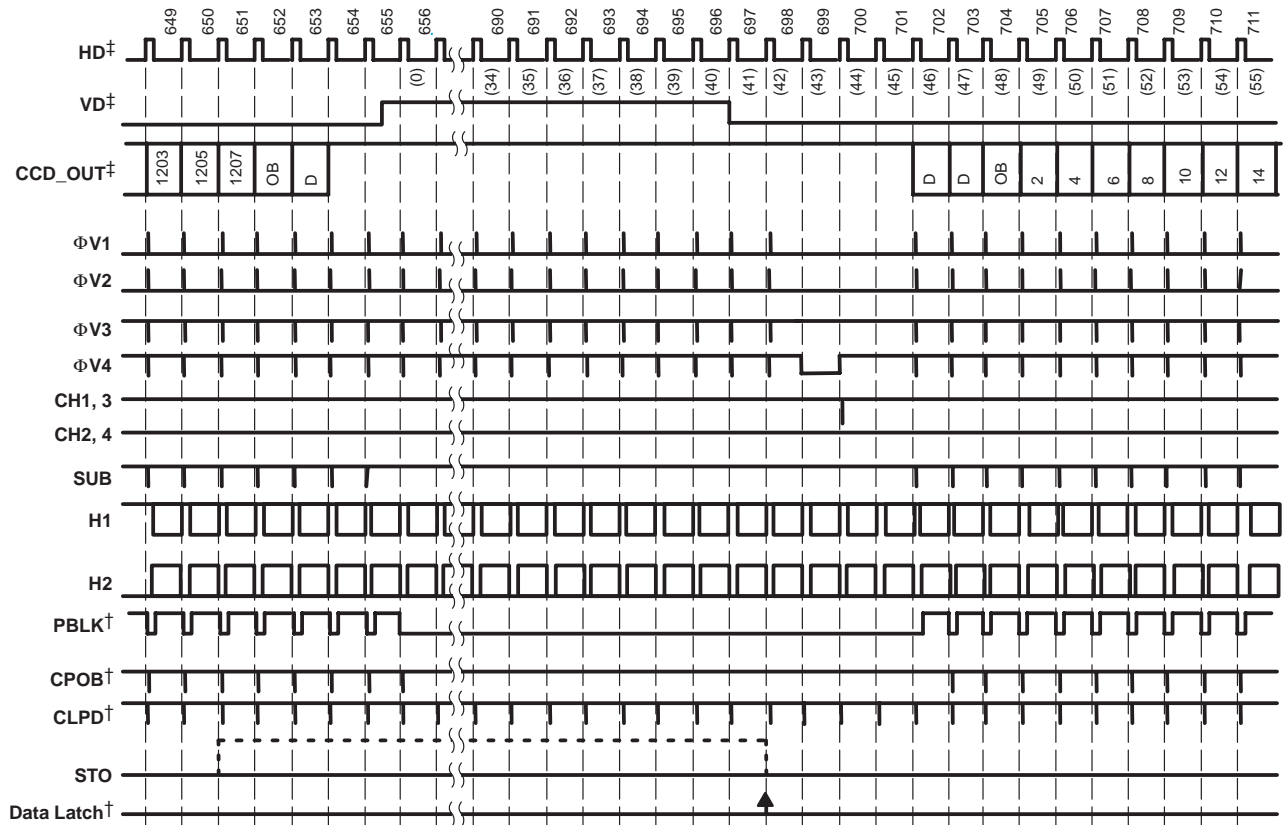 649 650 651 652 653 654 655 656 690 691 692 693 694 695 696 697 698 699 700 701 702 703 704 705 706 707 708 709 710 711
HD‡
(0) (34) (35) (36) (37) (38) (39) (40) (41) (42) (43) (44) (45) (46) (47) (48) (49) (50) (51) (52) (53) (54) (55)
VD‡
CCD_OUT‡ 1203 1205 1207 OB D D D OB 2 4 6 8 10 12 14
ΦV1
ΦV2
ΦV3
ΦV4
CH1, 3
CH2, 4
SUB
H1
H2
PBLK†
CPOB†
CLPD†
STO
Data Latch†